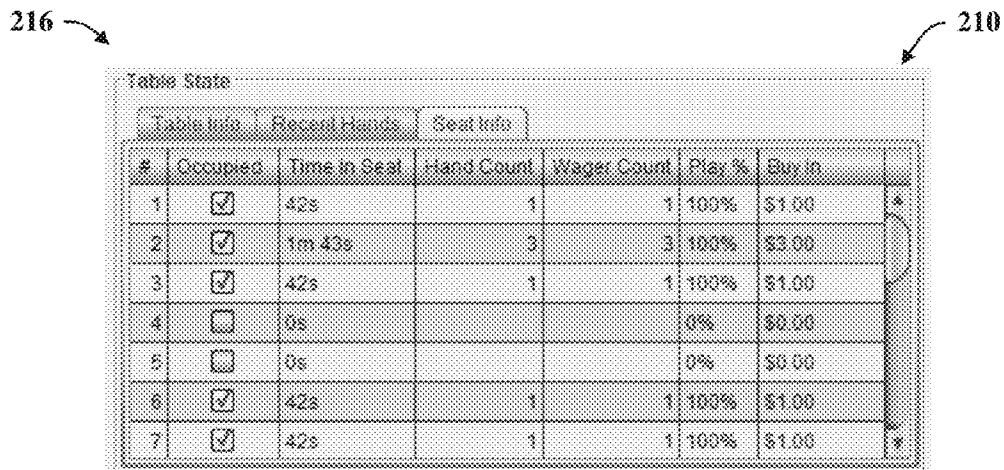 216 210
Table State
Table Info Recent Hands Seat Info
# Occupied Time In Seat Hand Count Wager Count Play % Buy In
1 42s 1 1 100% $1.00
2 1m 43s 3 3 100% $3.00
3 42s 1 1 100% $1.00
4 0s 0% $0.00
5 0s 0% $0.00
6 42s 1 1 100% $1.00
7 42s 1 1 100% $1.00